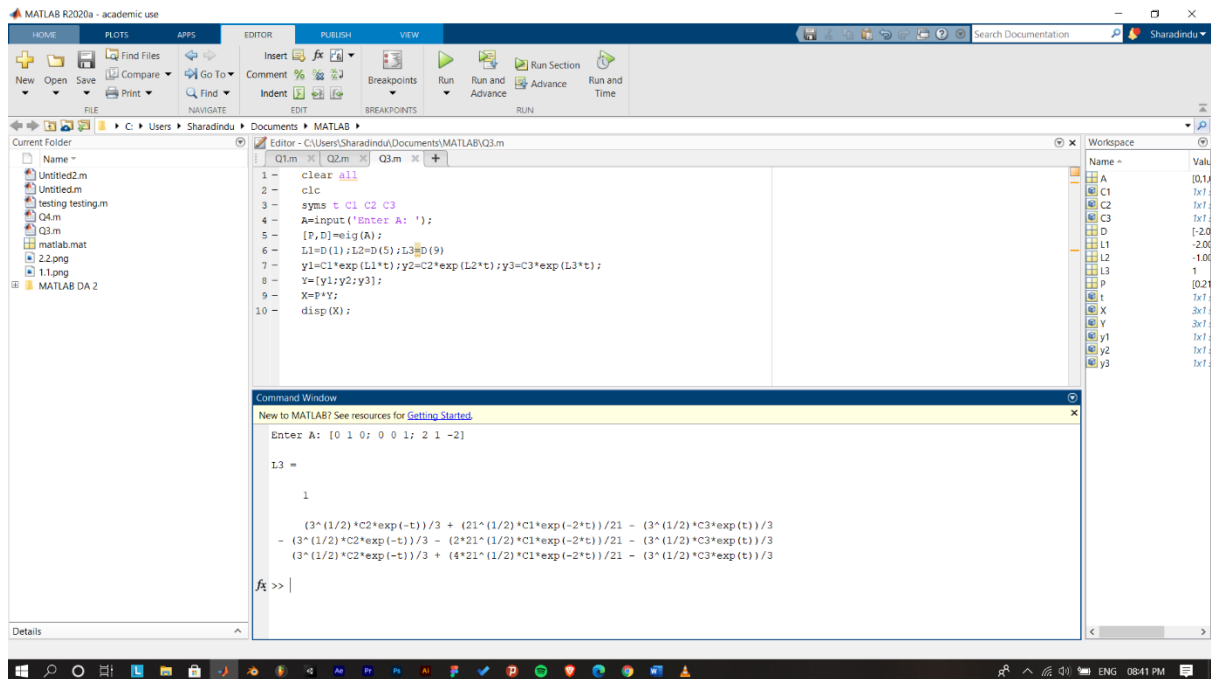 MATLAB R2020a - academic use
HOME PLOTS APPS EDITOR PUBLISH VIEW Search Documentation Sharadindu
New Open Save Find Files Compare Print Go To Find Insert fx Comment % Indent Breakpoints Run Run and Advance Run Section Advance Run and Time
FILE NAVIGATE EDIT BREAKPOINTS RUN
C: Users Sharadindu Documents MATLAB
Current Folder
Name
Untitled2.m
Untitled.m
testing testing.m
Q4.m
Q3.m
matlab.mat
2.2.png
1.1.png
MATLAB DA 2
Details
Editor - C:\Users\Sharadindu\Documents\MATLAB\Q3.m
Q1.m Q2.m Q3.m +
1 - clear all
2 - clc
3 - syms t C1 C2 C3
4 - A=input('Enter A: ');
5 - [P,D]=eig(A);
6 - L1=D(1);L2=D(5);L3=D(9)
7 - y1=C1*exp(L1*t);y2=C2*exp(L2*t);y3=C3*exp(L3*t);
8 - Y=[y1;y2;y3];
9 - X=P*Y;
10 - disp(X);
Command Window
New to MATLAB? See resources for Getting Started.
Enter A: [0 1 0; 0 0 1; 2 1 -2]
L3 =
1
(3^(1/2)*C2*exp(-t))/3 + (21^(1/2)*C1*exp(-2*t))/21 - (3^(1/2)*C3*exp(t))/3
- (3^(1/2)*C2*exp(-t))/3 - (2*21^(1/2)*C1*exp(-2*t))/21 - (3^(1/2)*C3*exp(t))/3
(3^(1/2)*C2*exp(-t))/3 + (4*21^(1/2)*C1*exp(-2*t))/21 - (3^(1/2)*C3*exp(t))/3
fx >>
Workspace
Name Valu
A [0,1,
C1 1x1
C2 1x1
C3 1x1
D [-2.0
L1 -2.00
L2 -1.00
L3 1
P [0.21
t 1x1
X 3x1
Y 3x1
y1 1x1
y2 1x1
y3 1x1
L Ae Pr Ps Ai ENG 08:41 PM